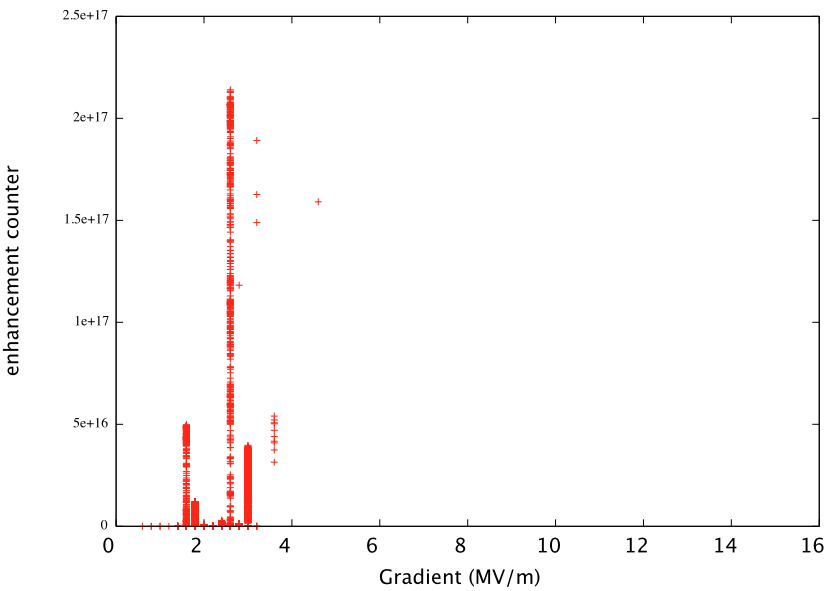 2.5e+17
2e+17
1.5e+17
1e+17
5e+16
0
enhancement counter
0 2 4 6 8 10 12 14 16
Gradient (MV/m)